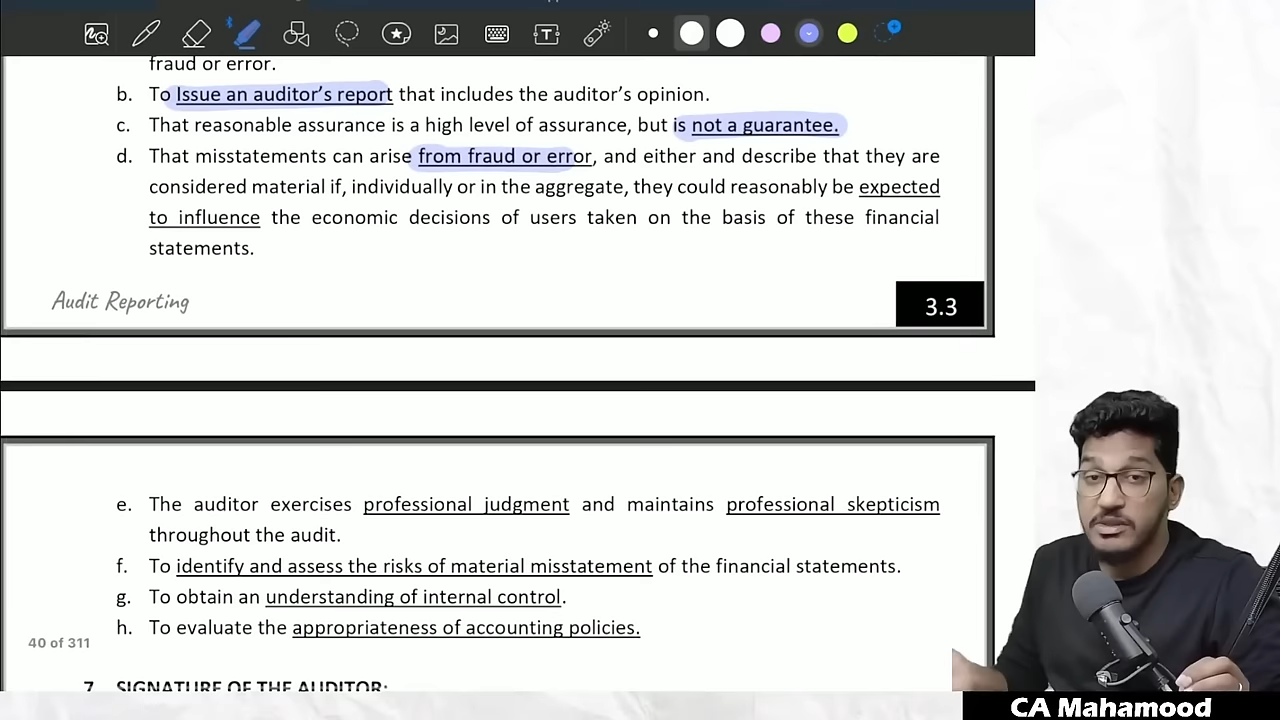 fraud or error.
b. To Issue an auditor's report that includes the auditor's opinion.
c. That reasonable assurance is a high level of assurance, but is not a guarantee.
d. That misstatements can arise from fraud or error, and either and describe that they are
considered material if, individually or in the aggregate, they could reasonably be expected
to influence the economic decisions of users taken on the basis of these financial
statements.
Audit Reporting
3.3
e. The auditor exercises professional judgment and maintains professional skepticism
throughout the audit.
f. To identify and assess the risks of material misstatement of the financial statements.
g. To obtain an understanding of internal control.
h. To evaluate the appropriateness of accounting policies.
40 of 311
7. SIGNATURE OF THE AUDITOR:
CA Mahamood